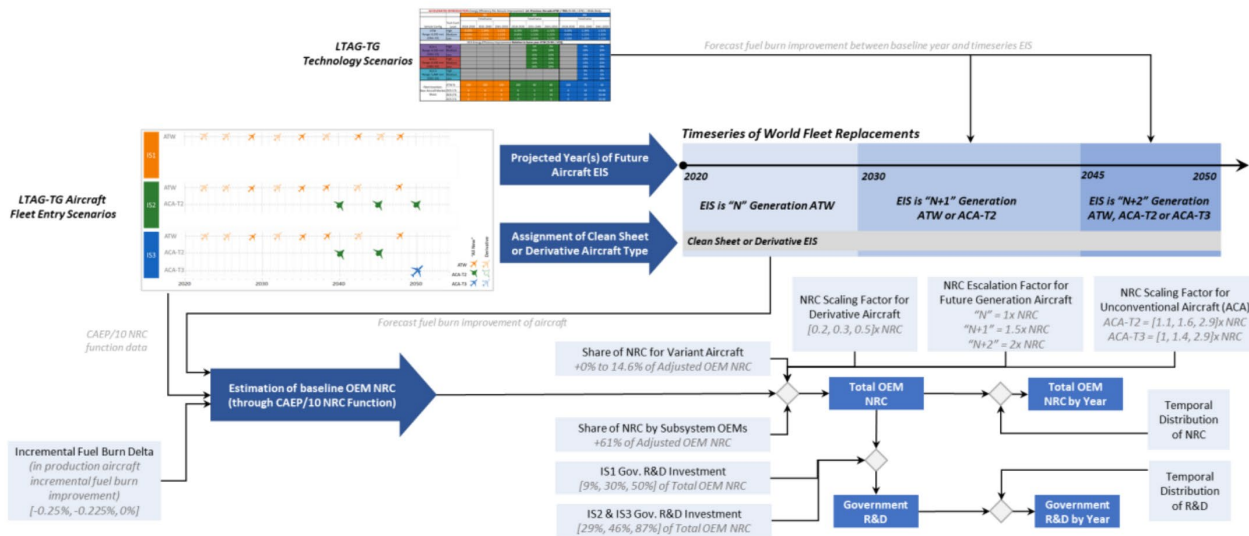 LTAG-TG
Technology Scenarios
Forecast fuel burn improvement between baseline year and timeseries EIS
Timeseries of World Fleet Replacements
LTAG-TG Aircraft
Fleet Entry Scenarios
IS1
ATW
IS2
ATW
ACA-T2
IS3
ATW
ACA-T2
ACA-T3
2020
2030
2040
2050
"All New"
Derivative
ATW
ACA-T2
ACA-T3
Projected Year(s) of Future
Aircraft EIS
Assignment of Clean Sheet
or Derivative Aircraft Type
2020
2030
2045
2050
EIS is "N" Generation ATW
EIS is "N+1" Generation
ATW or ACA-T2
EIS is "N+2" Generation
ATW, ACA-T2 or ACA-T3
Clean Sheet or Derivative EIS
CAEP/10 NRC
function data
Forecast fuel burn improvement of aircraft
NRC Scaling Factor for
Derivative Aircraft
[0.2, 0.3, 0.5]x NRC
NRC Escalation Factor for
Future Generation Aircraft
"N" = 1x NRC
"N+1" = 1.5x NRC
"N+2" = 2x NRC
NRC Scaling Factor for
Unconventional Aircraft (ACA)
ACA-T2 = [1.1, 1.6, 2.9]x NRC
ACA-T3 = [1, 1.4, 2.9]x NRC
Estimation of baseline OEM NRC
(through CAEP/10 NRC Function)
Share of NRC for Variant Aircraft
+0% to 14.6% of Adjusted OEM NRC
Share of NRC by Subsystem OEMs
+61% of Adjusted OEM NRC
Total OEM
NRC
Total OEM
NRC by Year
Temporal
Distribution
of NRC
Incremental Fuel Burn Delta
(in production aircraft
incremental fuel burn
improvement)
[-0.25%, -0.225%, 0%]
IS1 Gov. R&D Investment
[9%, 30%, 50%] of Total OEM NRC
IS2 & IS3 Gov. R&D Investment
[29%, 46%, 87%] of Total OEM NRC
Government
R&D
Government
R&D by Year
Temporal
Distribution
of R&D